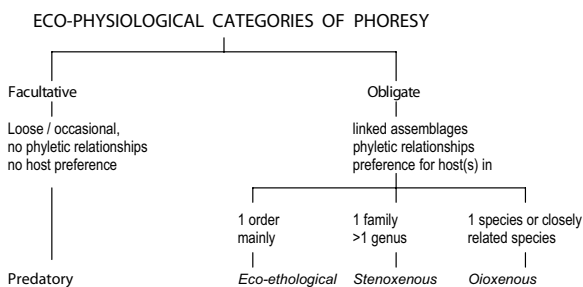 ECO-PHYSIOLOGICAL CATEGORIES OF PHORESY
Facultative
Loose / occasional,
no phyletic relationships
no host preference
Predatory
Obligate
linked assemblages
phyletic relationships
preference for host(s) in
1 order
mainly
Eco-ethological
1 family
>1 genus
Stenoxenous
1 species or closely
related species
Oioxenous